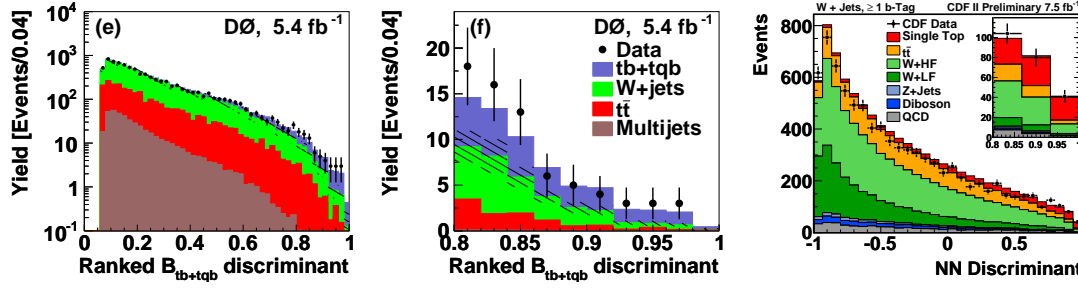 (e) DØ, 5.4 fb⁻¹
Yield [Events/0.04]
10⁴
10³
10²
10
1
10⁻¹
0 0.2 0.4 0.6 0.8 1
Ranked B_tb+tqb discriminant
(f) DØ, 5.4 fb⁻¹
Yield [Events/0.04]
Data
tb+tqb
W+jets
tt̄
Multijets
20
15
10
5
0
0.8 0.85 0.9 0.95 1
Ranked B_tb+tqb discriminant
W + Jets, ≥ 1 b-Tag CDF II Preliminary 7.5 fb⁻¹
Events
CDF Data
Single Top
tt̄
W+HF
W+LF
Z+Jets
Diboson
QCD
800
600
400
200
0
-1 -0.5 0 0.5 1
NN Discriminant
100
80
60
40
20
0
0.8 0.85 0.9 0.95 1